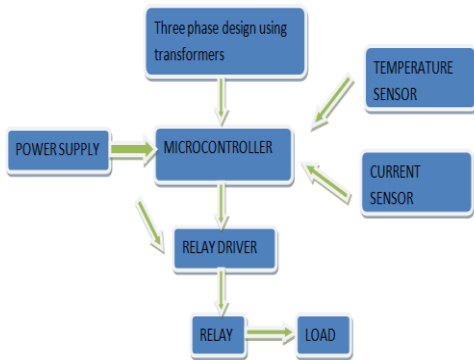 Three phase design using
transformers
TEMPERATURE
SENSOR
POWER SUPPLY
MICROCONTROLLER
CURRENT
SENSOR
RELAY DRIVER
RELAY
LOAD